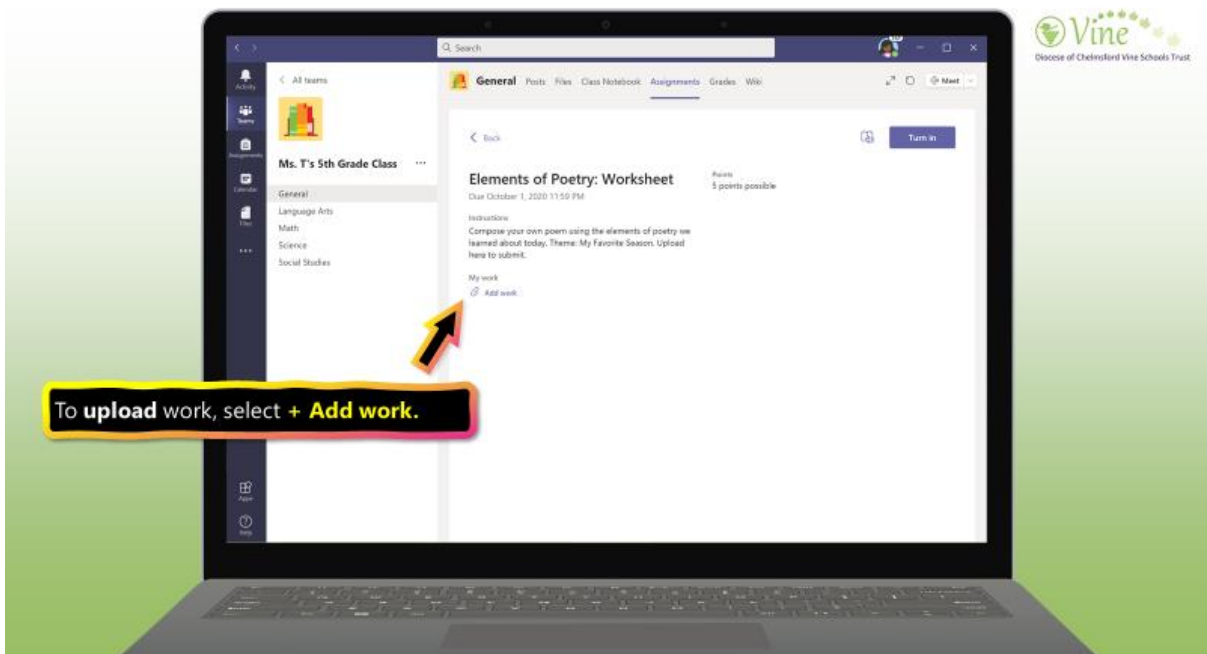 Vine
Diocese of Chelmsford Vine Schools Trust
Search
Activity
Teams
Assignments
Calendar
Files
Apps
Help
All teams
Ms. T's 5th Grade Class
General
Language Arts
Math
Science
Social Studies
General Posts Files Class Notebook Assignments Grades Wiki
Meet
Back
Turn in
Elements of Poetry: Worksheet
Due October 1, 2020 11:59 PM
Points
5 points possible
Instructions
Compose your own poem using the elements of poetry we
learned about today. Theme: My Favorite Season. Upload
here to submit.
My work
Add work
To upload work, select + Add work.